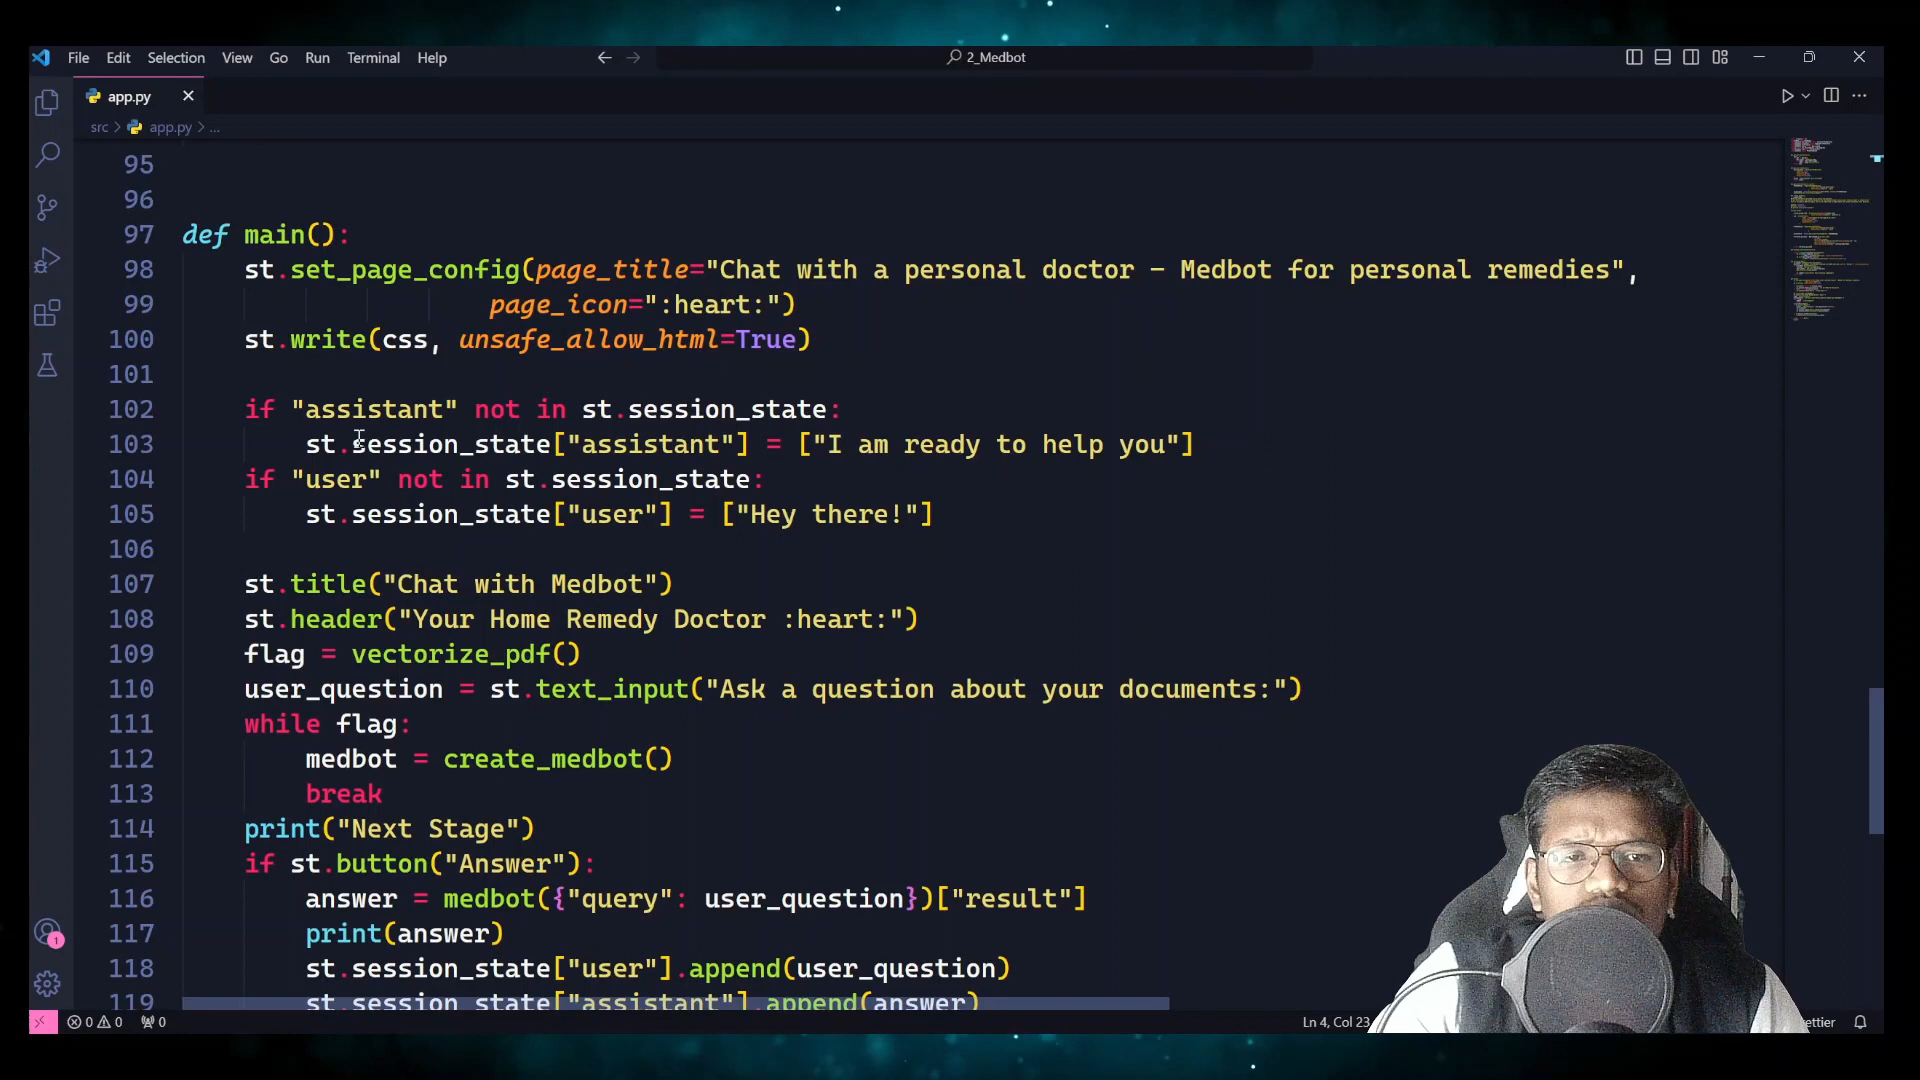 File Edit Selection View Go Run Terminal Help
2_Medbot
app.py
src > app.py > ...
95
96
97 def main():
98 st.set_page_config(page_title="Chat with a personal doctor - Medbot for personal remedies",
99 page_icon=":heart:")
100 st.write(css, unsafe_allow_html=True)
101
102 if "assistant" not in st.session_state:
103 st.session_state["assistant"] = ["I am ready to help you"]
104 if "user" not in st.session_state:
105 st.session_state["user"] = ["Hey there!"]
106
107 st.title("Chat with Medbot")
108 st.header("Your Home Remedy Doctor :heart:")
109 flag = vectorize_pdf()
110 user_question = st.text_input("Ask a question about your documents:")
111 while flag:
112 medbot = create_medbot()
113 break
114 print("Next Stage")
115 if st.button("Answer"):
116 answer = medbot({"query": user_question})["result"]
117 print(answer)
118 st.session_state["user"].append(user_question)
119 st.session_state["assistant"].append(answer)
1
0 0 0 Ln 4, Col 23 ettier